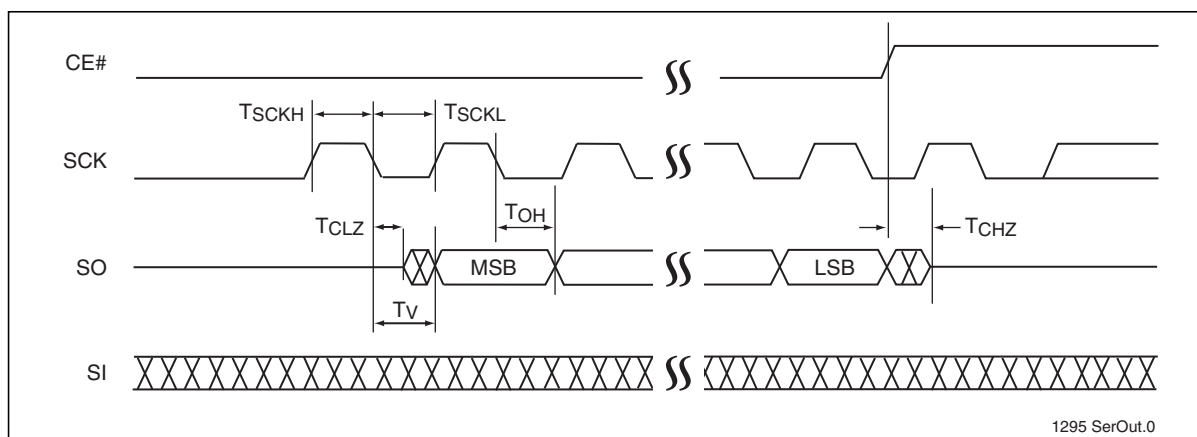 CE#
TSCKH
TSCKL
SCK
TOH
TCLZ
TCHZ
SO
MSB
LSB
TV
SI
1295 SerOut.0